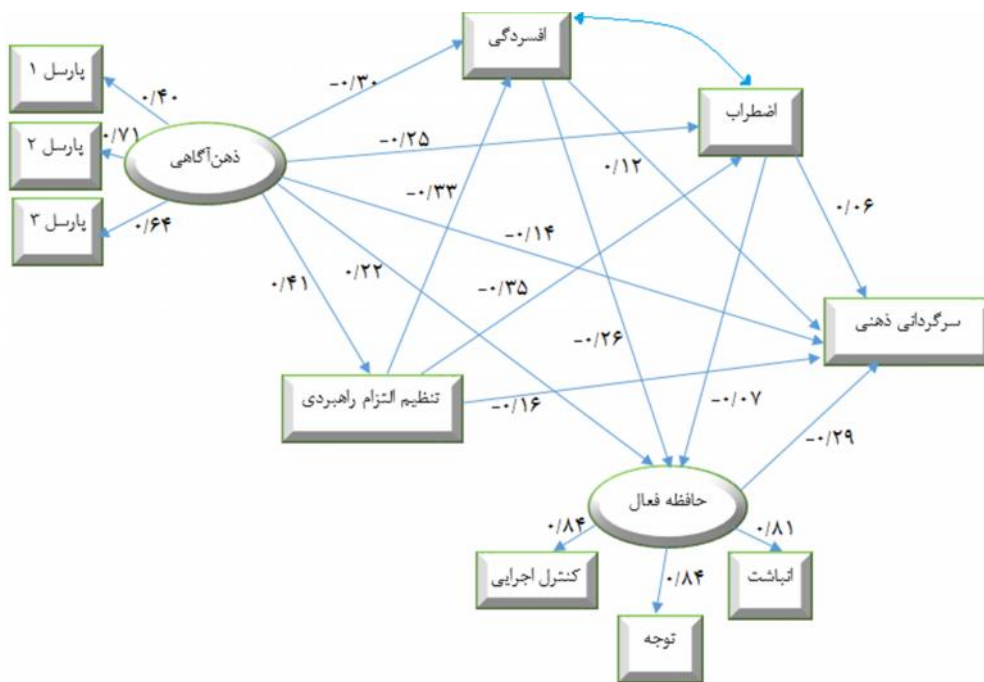 افسردگی
پارسل ۱
-۰/۳۰
۰/۴۰
اضطراب
پارسل ۲
۰/۷۱
ذهن‌آگاهی
-۰/۲۵
۰/۱۲
-۰/۳۳
پارسل ۳
۰/۶۴
۰/۰۶
-۰/۱۴
۰/۲۲
۰/۴۱
-۰/۳۵
سرگردانی ذهنی
-۰/۲۶
تنظیم التزام راهبردی
-۰/۱۶
-۰/۰۷
-۰/۲۹
حافظه فعال
۰/۸۴
۰/۸۱
کنترل اجرایی
۰/۸۴
انباشت
توجه